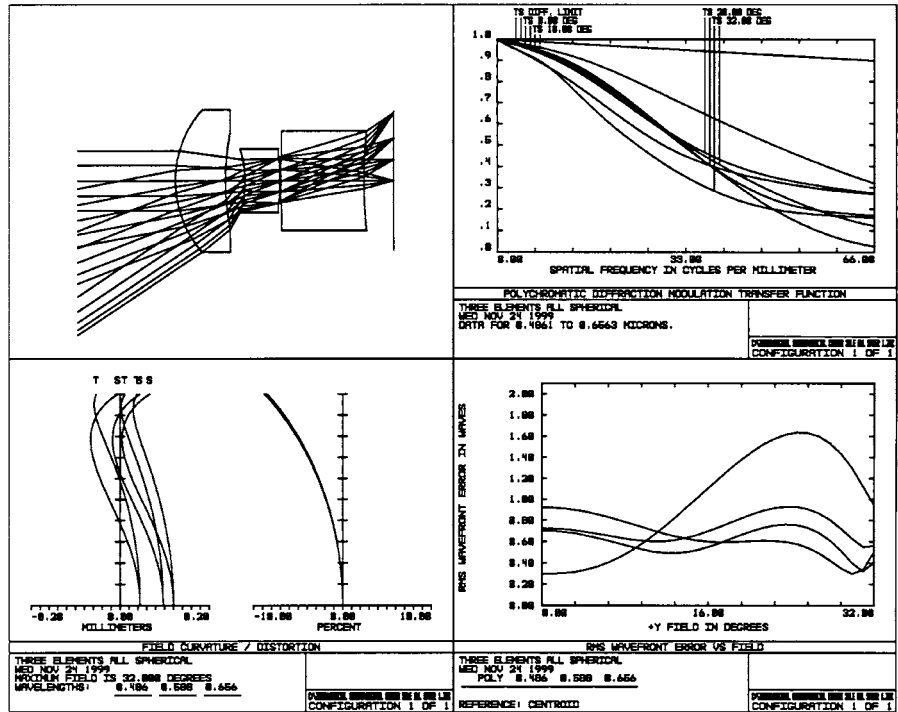 TS DIFF. LIMIT
TS 0.00 DEG
TS 18.00 DEG
TS 28.00 DEG
TS 32.00 DEG
1.0
.9
.8
.7
.6
.5
.4
.3
.2
.1
.0
0.00 33.00 66.00
SPATIAL FREQUENCY IN CYCLES PER MILLIMETER
POLYCHROMATIC DIFFRACTION MODULATION TRANSFER FUNCTION
THREE ELEMENTS ALL SPHERICAL
WED NOV 24 1999
DATA FOR 0.4861 TO 0.6563 MICRONS.
CONFIGURATION 1 OF 1
T ST TS S
-0.20 0.00 0.20
MILLIMETERS
-10.00 0.00 10.00
PERCENT
FIELD CURVATURE / DISTORTION
THREE ELEMENTS ALL SPHERICAL
WED NOV 24 1999
MAXIMUM FIELD IS 32.000 DEGREES
WAVELENGTHS: 0.486 0.588 0.656
CONFIGURATION 1 OF 1
RMS WAVEFRONT ERROR IN WAVES
2.00
1.80
1.60
1.40
1.20
1.00
0.80
0.60
0.40
0.20
0.00
0.00 16.00 32.00
+Y FIELD IN DEGREES
RMS WAVEFRONT ERROR VS FIELD
THREE ELEMENTS ALL SPHERICAL
WED NOV 24 1999
POLY 0.486 0.588 0.656
REFERENCE: CENTROID
CONFIGURATION 1 OF 1